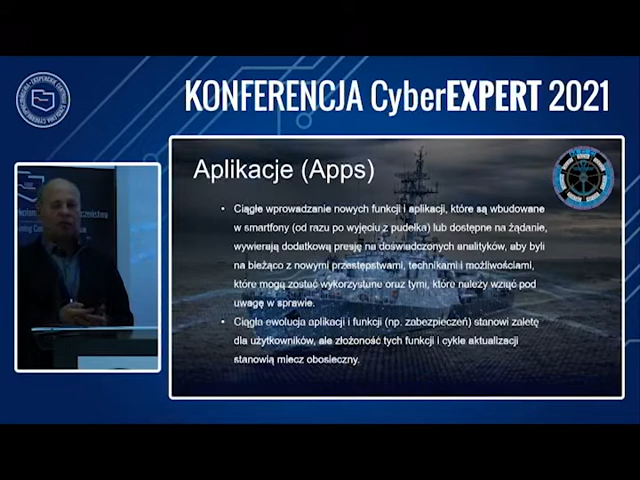 KONFERENCJA CyberEXPERT 2021
Aplikacje (Apps)
• Ciągłe wprowadzanie nowych funkcji i aplikacji, które są wbudowane
w smartfony (od razu po wyjęciu z pudełka) lub dostępne na żądanie,
wywierają dodatkową presję na doświadczonych analityków, aby byli
na bieżąco z nowymi przestępstwami, technikami i możliwościami,
które mogą zostać wykorzystane oraz tymi, które należy wziąć pod
uwagę w sprawie.
• Ciągła ewolucja aplikacji i funkcji (np. zabezpieczeń) stanowi zaletę
dla użytkowników, ale złożoność tych funkcji i cykle aktualizacji
stanowią miecz obosieczny.